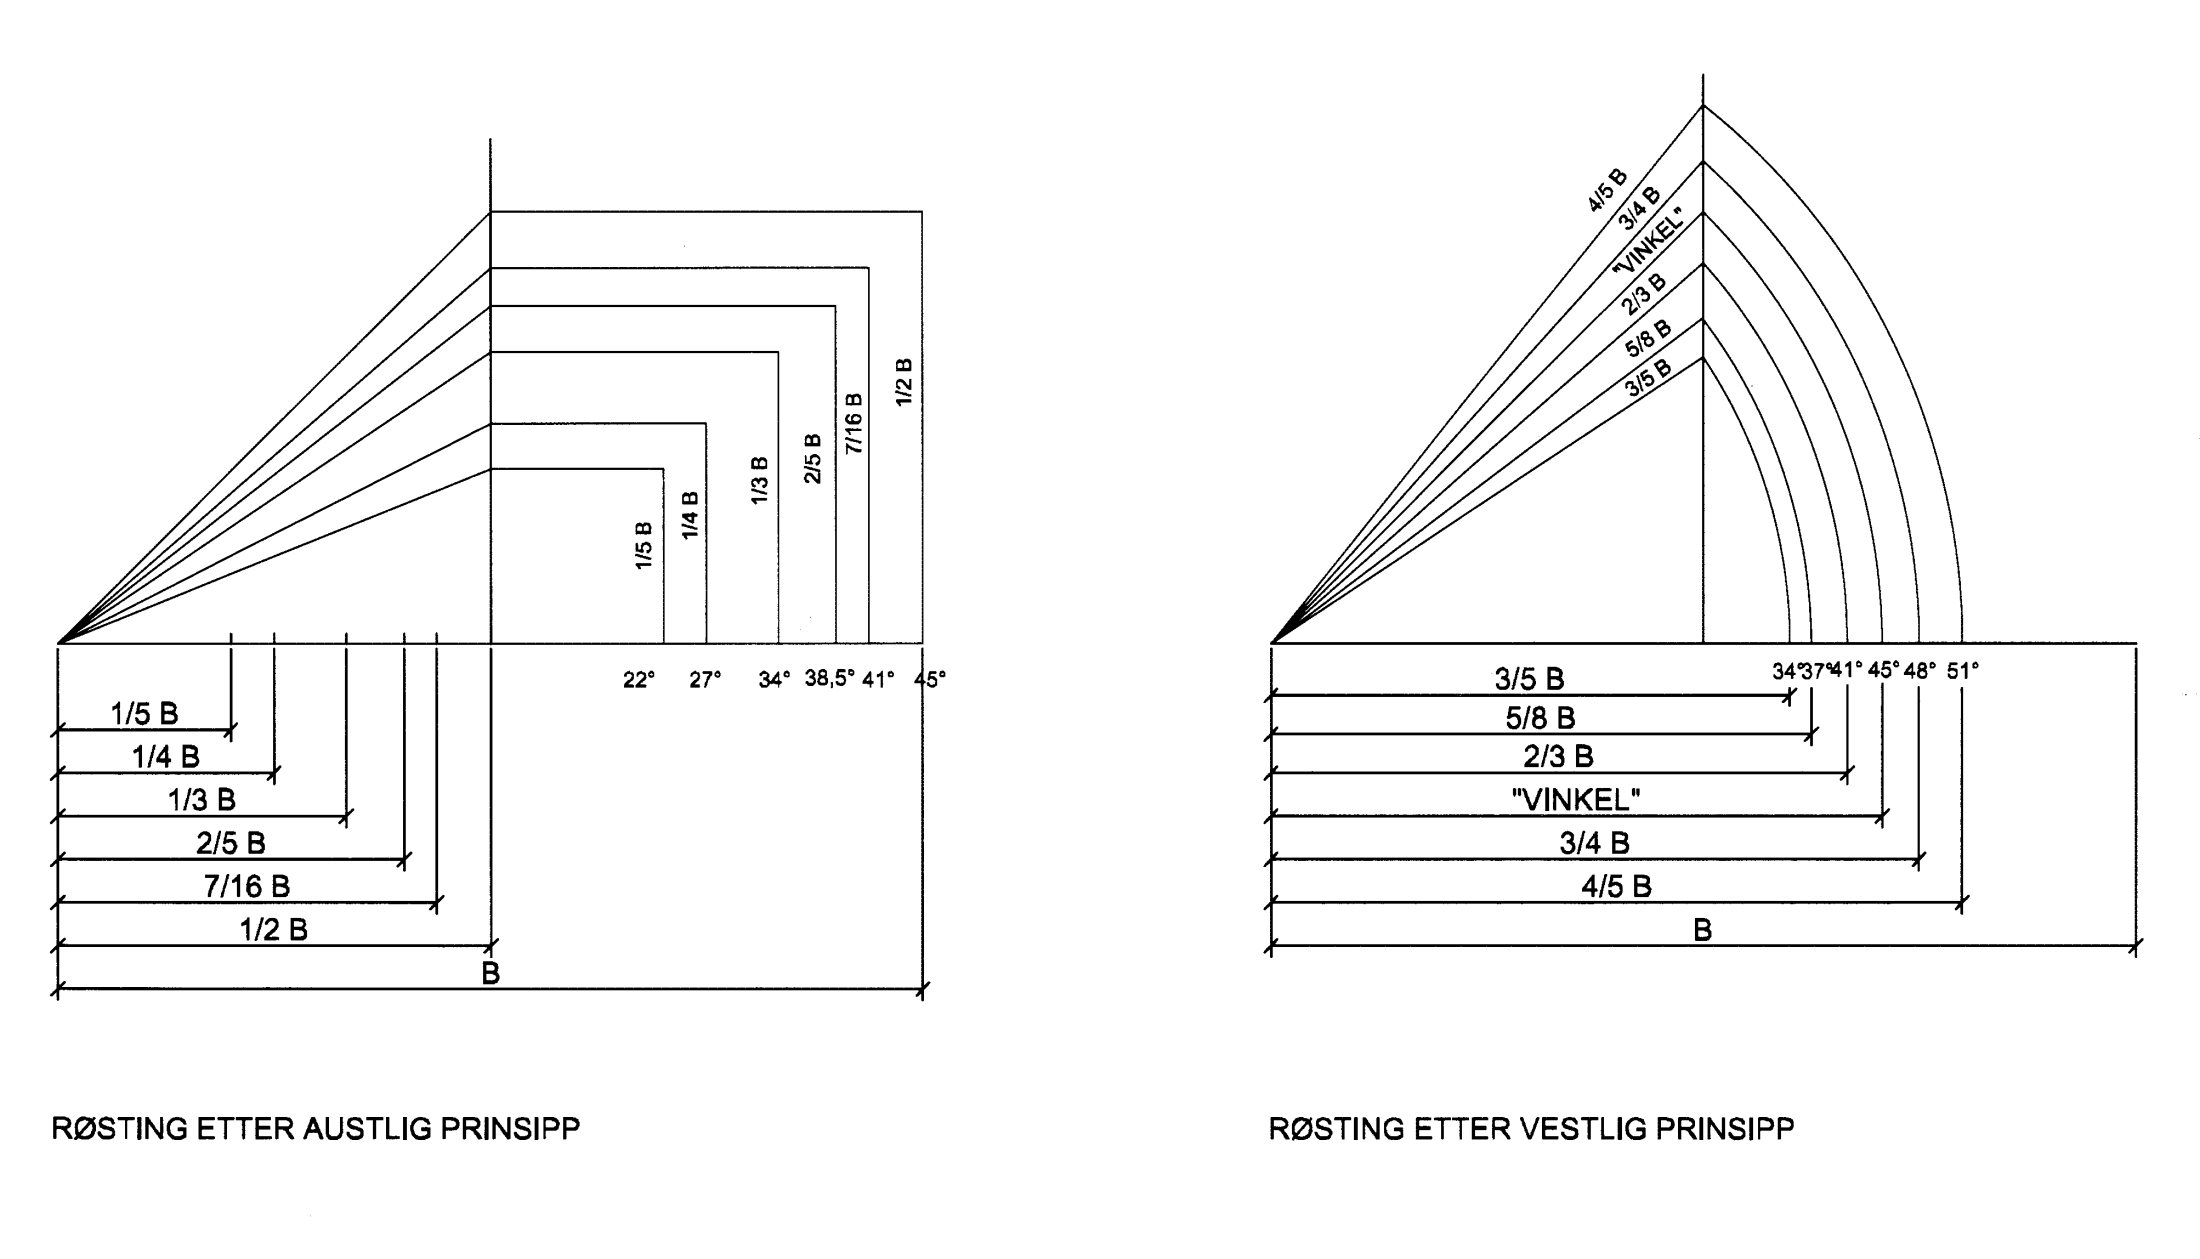 1/2 B
7/16 B
2/5 B
1/3 B
1/4 B
1/5 B
22° 27° 34° 38,5° 41° 45°
1/5 B
1/4 B
1/3 B
2/5 B
7/16 B
1/2 B
B
RØSTING ETTER AUSTLIG PRINSIPP
4/5 B
3/4 B
"VINKEL"
2/3 B
5/8 B
3/5 B
34° 37° 41° 45° 48° 51°
3/5 B
5/8 B
2/3 B
"VINKEL"
3/4 B
4/5 B
B
RØSTING ETTER VESTLIG PRINSIPP